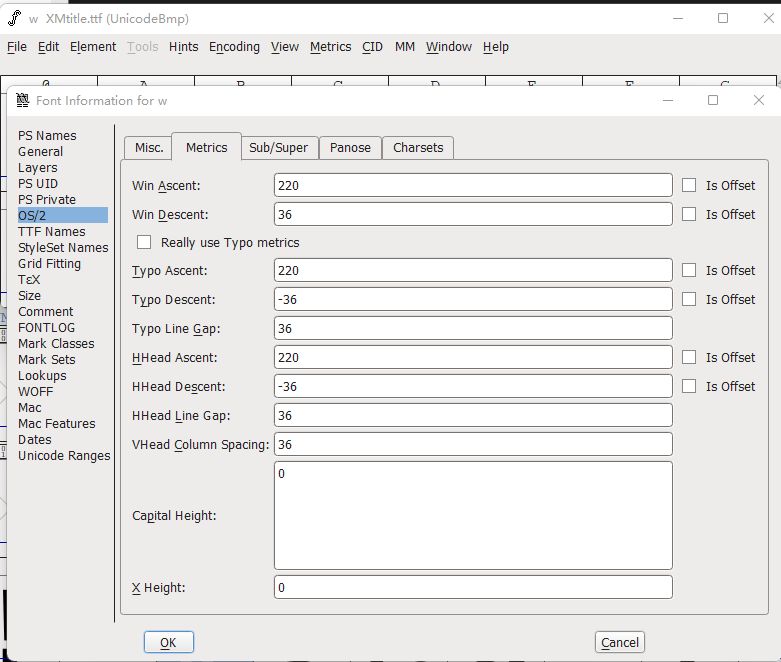 w XMtitle.ttf (UnicodeBmp)
File Edit Element Tools Hints Encoding View Metrics CID MM Window Help
Font Information for w
PS Names
General
Layers
PS UID
PS Private
OS/2
TTF Names
StyleSet Names
Grid Fitting
ΤεΧ
Size
Comment
FONTLOG
Mark Classes
Mark Sets
Lookups
WOFF
Mac
Mac Features
Dates
Unicode Ranges
Misc. Metrics Sub/Super Panose Charsets
Win Ascent: 220 Is Offset
Win Descent: 36 Is Offset
Really use Typo metrics
Typo Ascent: 220 Is Offset
Typo Descent: -36 Is Offset
Typo Line Gap: 36
HHead Ascent: 220 Is Offset
HHead Descent: -36 Is Offset
HHead Line Gap: 36
VHead Column Spacing: 36
Capital Height: 0
X Height: 0
OK Cancel